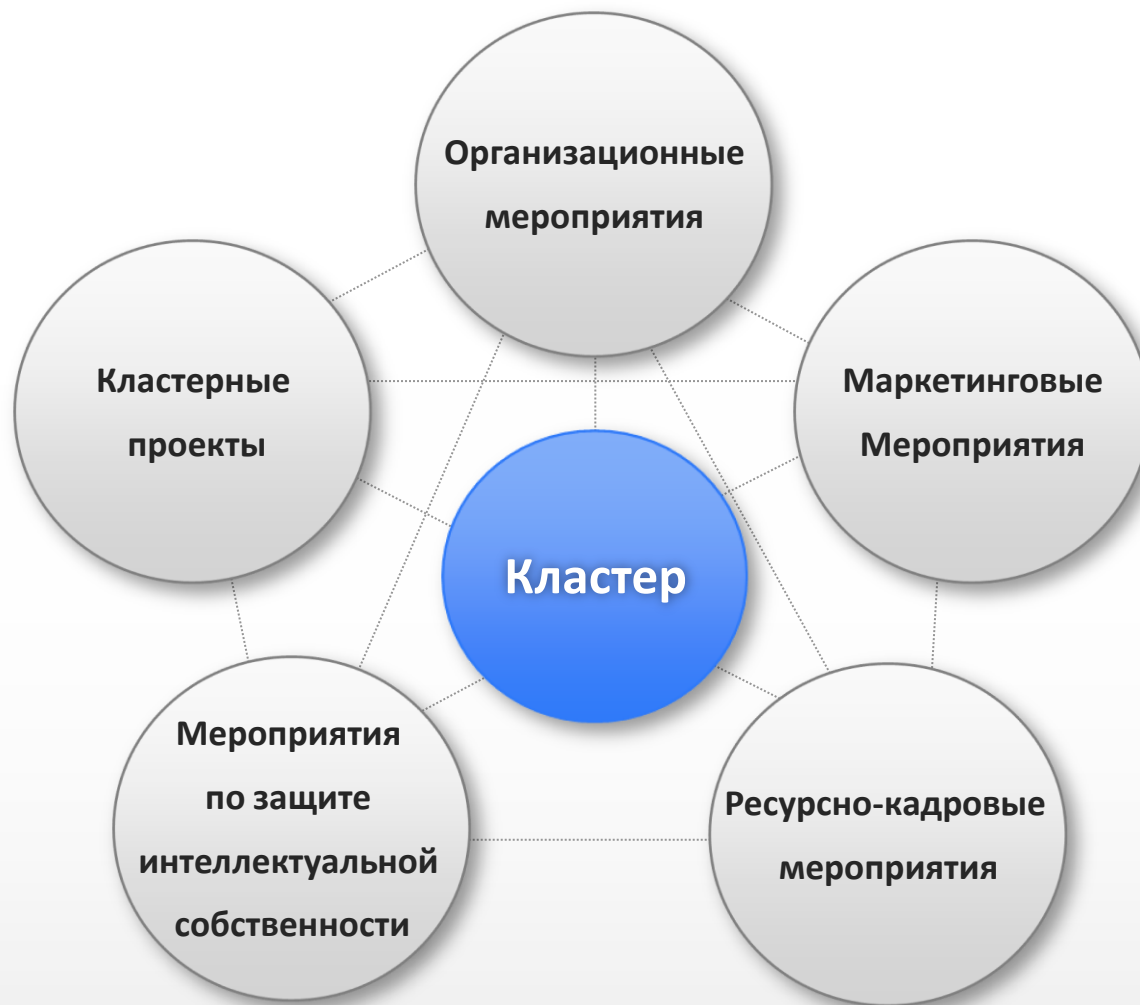 Организационные
мероприятия
Кластерные
проекты
Маркетинговые
Мероприятия
Кластер
Мероприятия
по защите
интеллектуальной
собственности
Ресурсно-кадровые
мероприятия